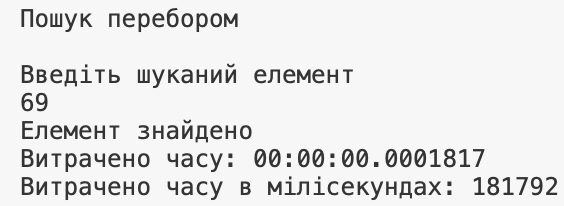 Пошук перебором
Введіть шуканий елемент
69
Елемент знайдено
Витрачено часу: 00:00:00.0001817
Витрачено часу в мілісекундах: 181792